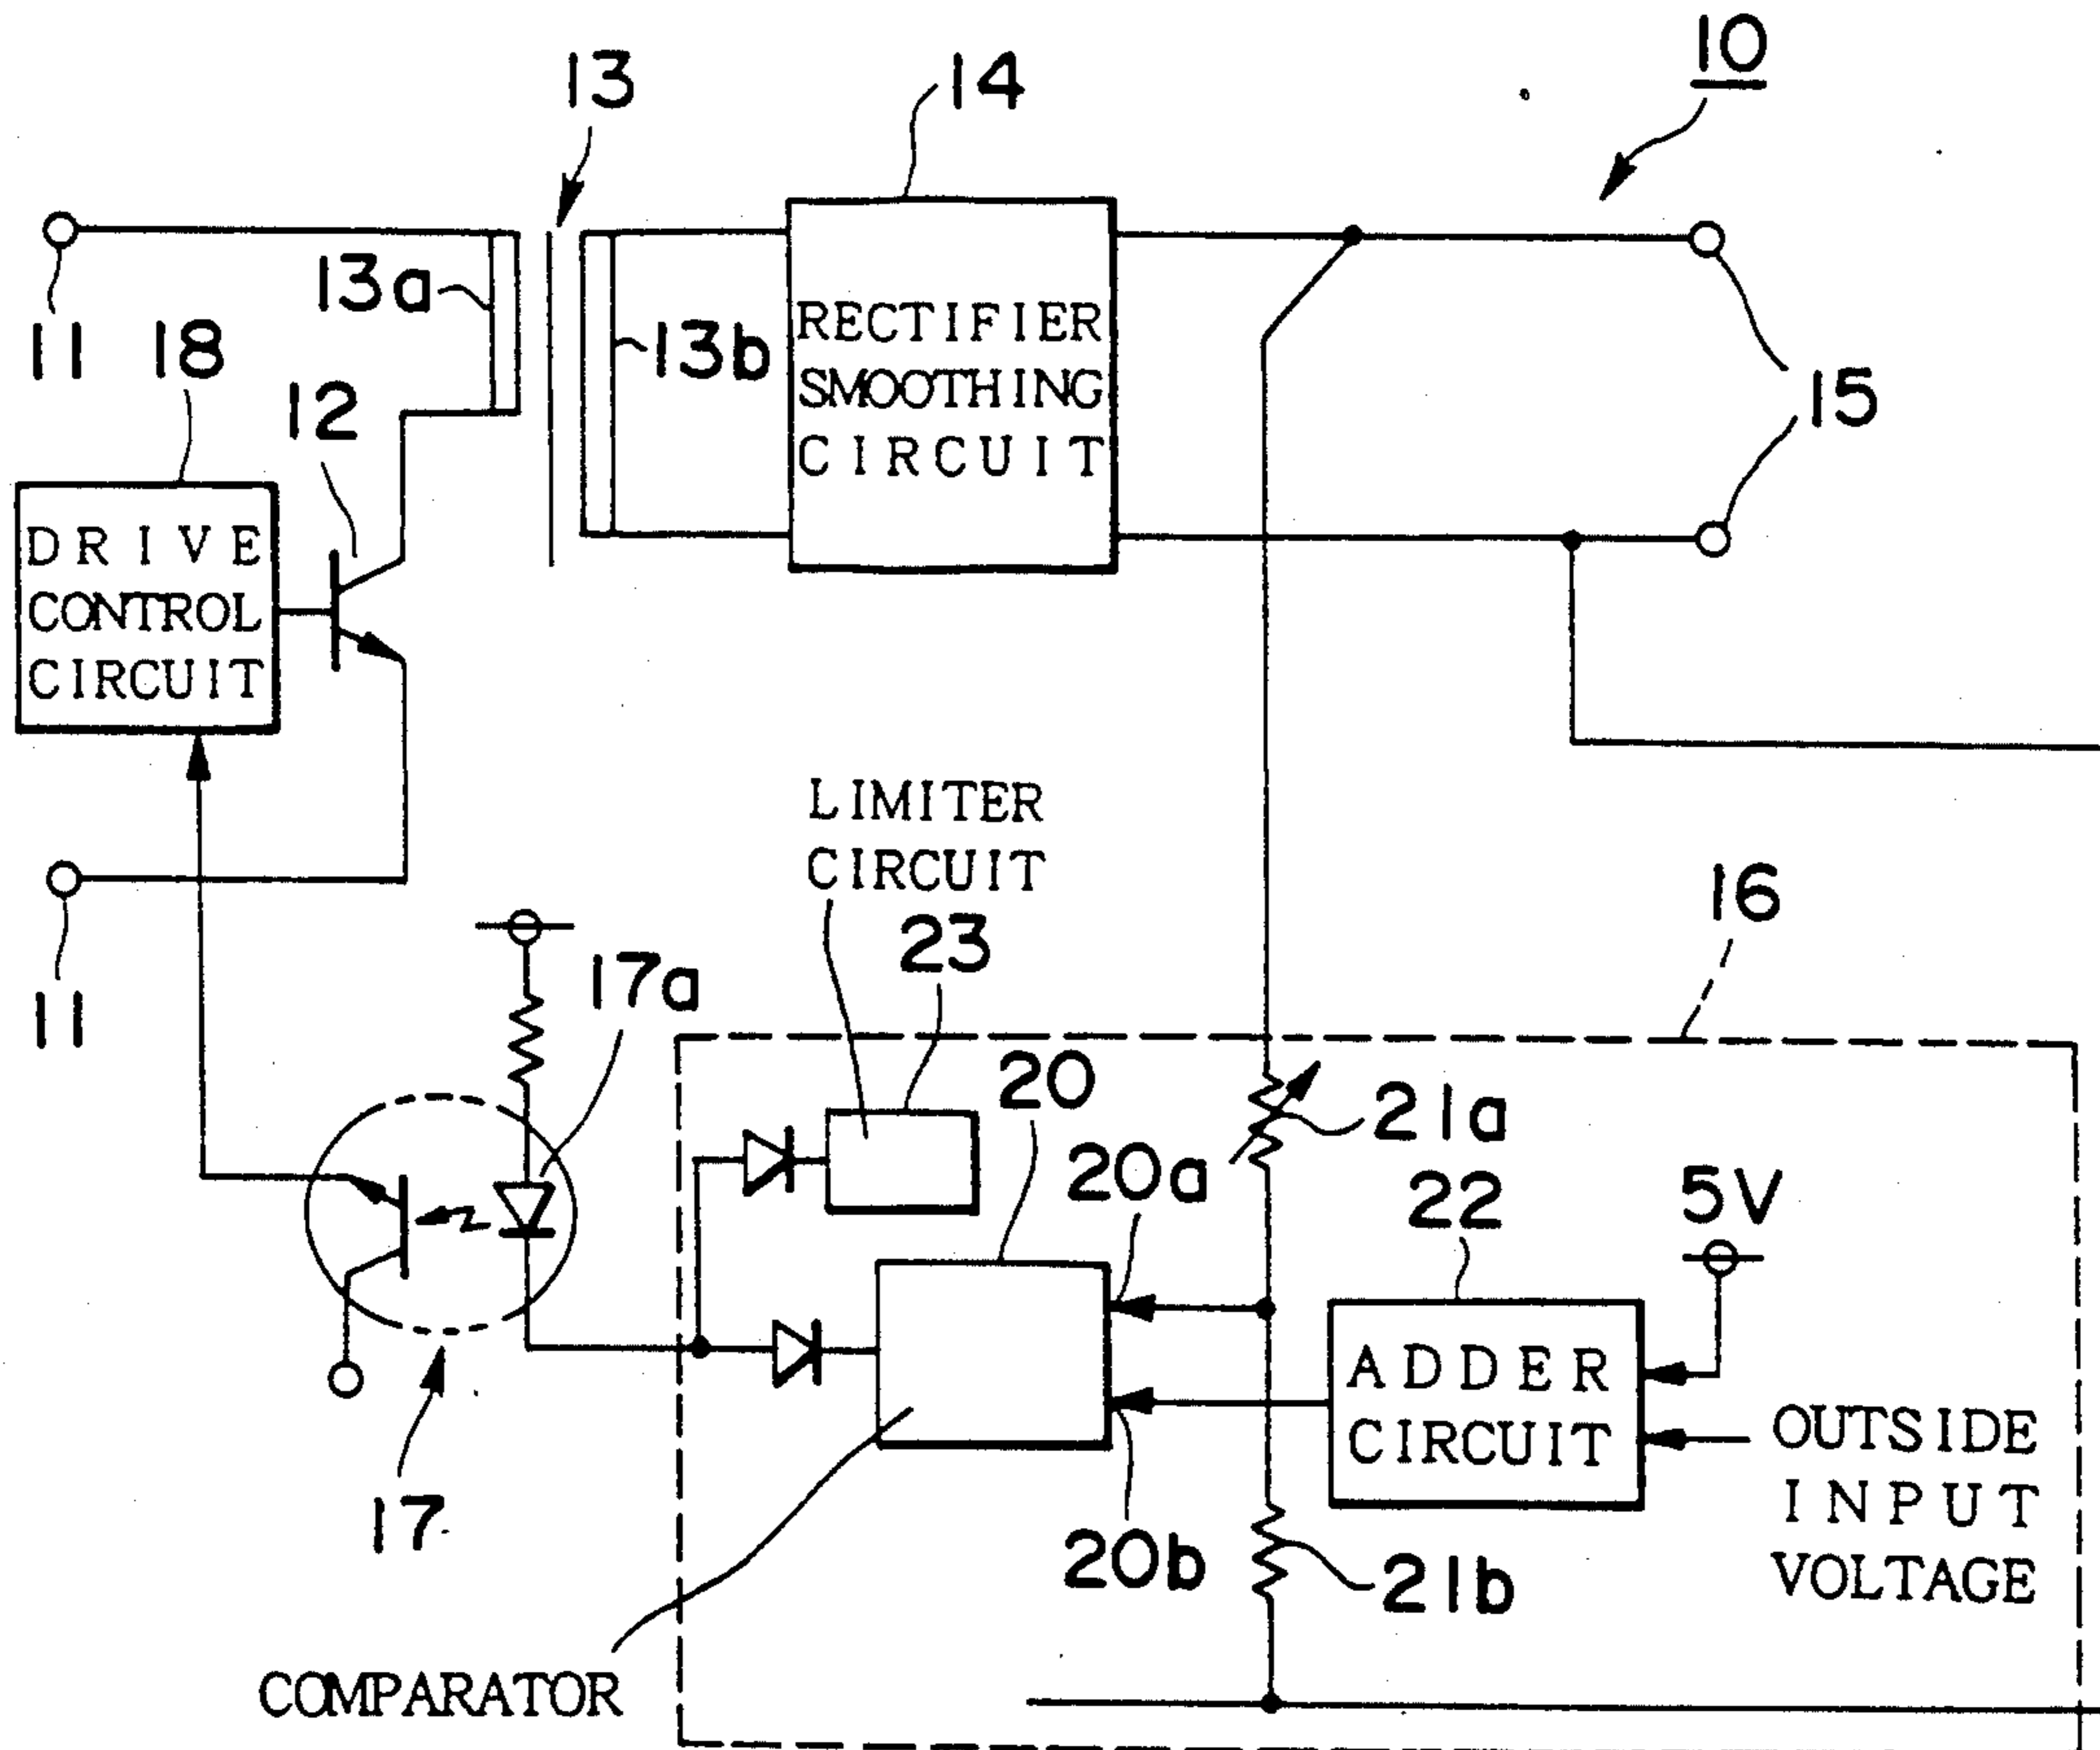 10
13
14
13a
11
18
13b
RECTIFIER
SMOOTHING
CIRCUIT
12
15
DRIVE
CONTROL
CIRCUIT
LIMITER
CIRCUIT
23
16
11
17a
20
21a
20a
22
5V
ADDER
CIRCUIT
OUTSIDE
INPUT
VOLTAGE
17
20b
21b
COMPARATOR